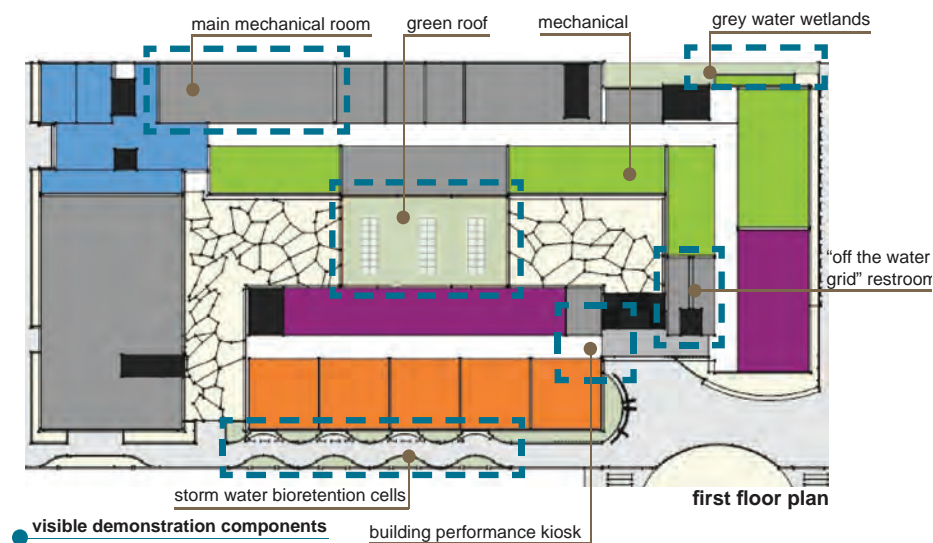 main mechanical room
green roof
mechanical
grey water wetlands
“off the water
grid” restroom
storm water bioretention cells
first floor plan
visible demonstration components
building performance kiosk